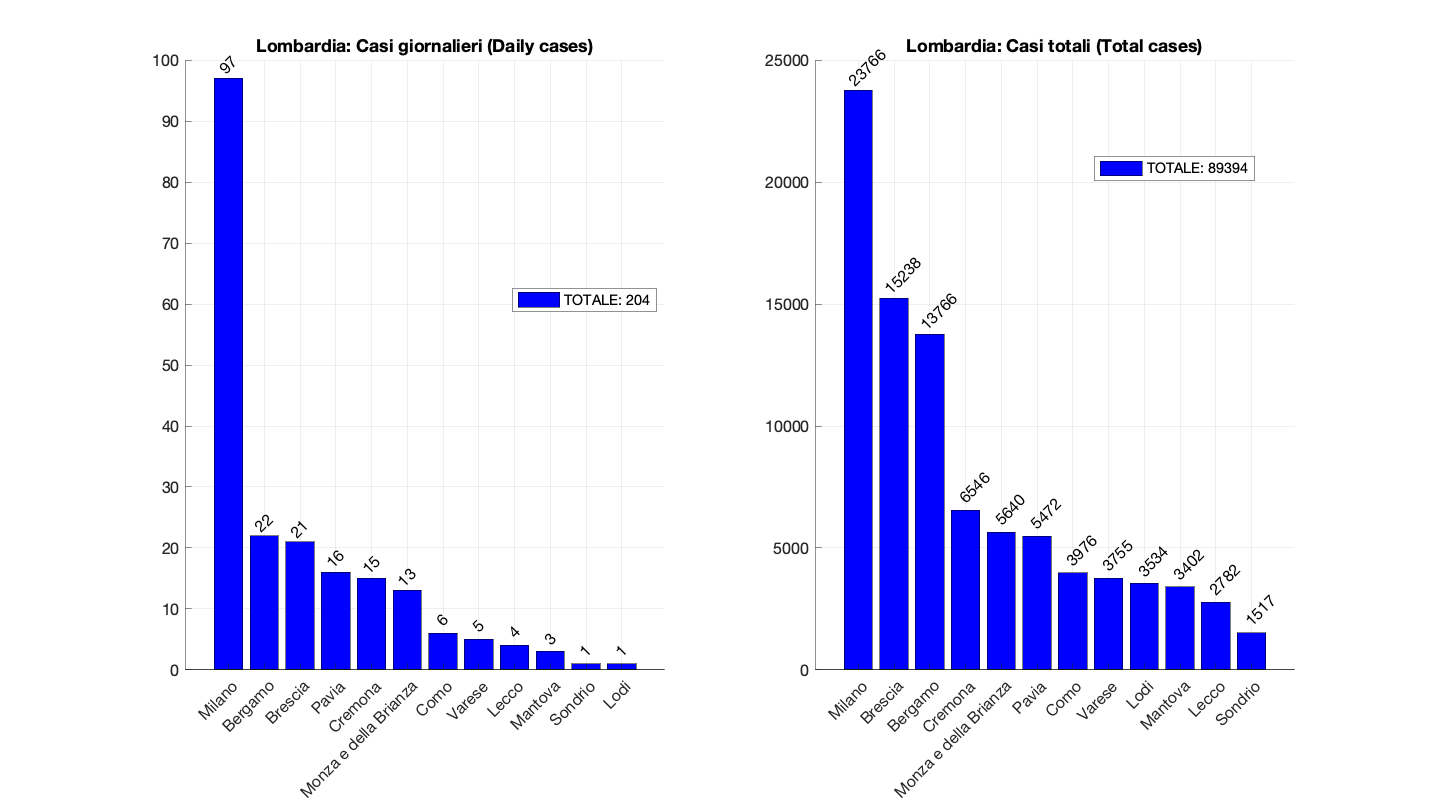 Lombardia: Casi giornalieri (Daily cases)
100
90
80
70
60
50
40
30
20
10
0
97
22
21
16
15
13
6
5
4
3
1
1
TOTALE: 204
Milano
Bergamo
Brescia
Pavia
Cremona
Monza e della Brianza
Como
Varese
Lecco
Mantova
Sondrio
Lodi
Lombardia: Casi totali (Total cases)
25000
20000
15000
10000
5000
0
23766
15238
13766
6546
5640
5472
3976
3755
3534
3402
2782
1517
TOTALE: 89394
Milano
Brescia
Bergamo
Cremona
Monza e della Brianza
Pavia
Como
Varese
Lodi
Mantova
Lecco
Sondrio